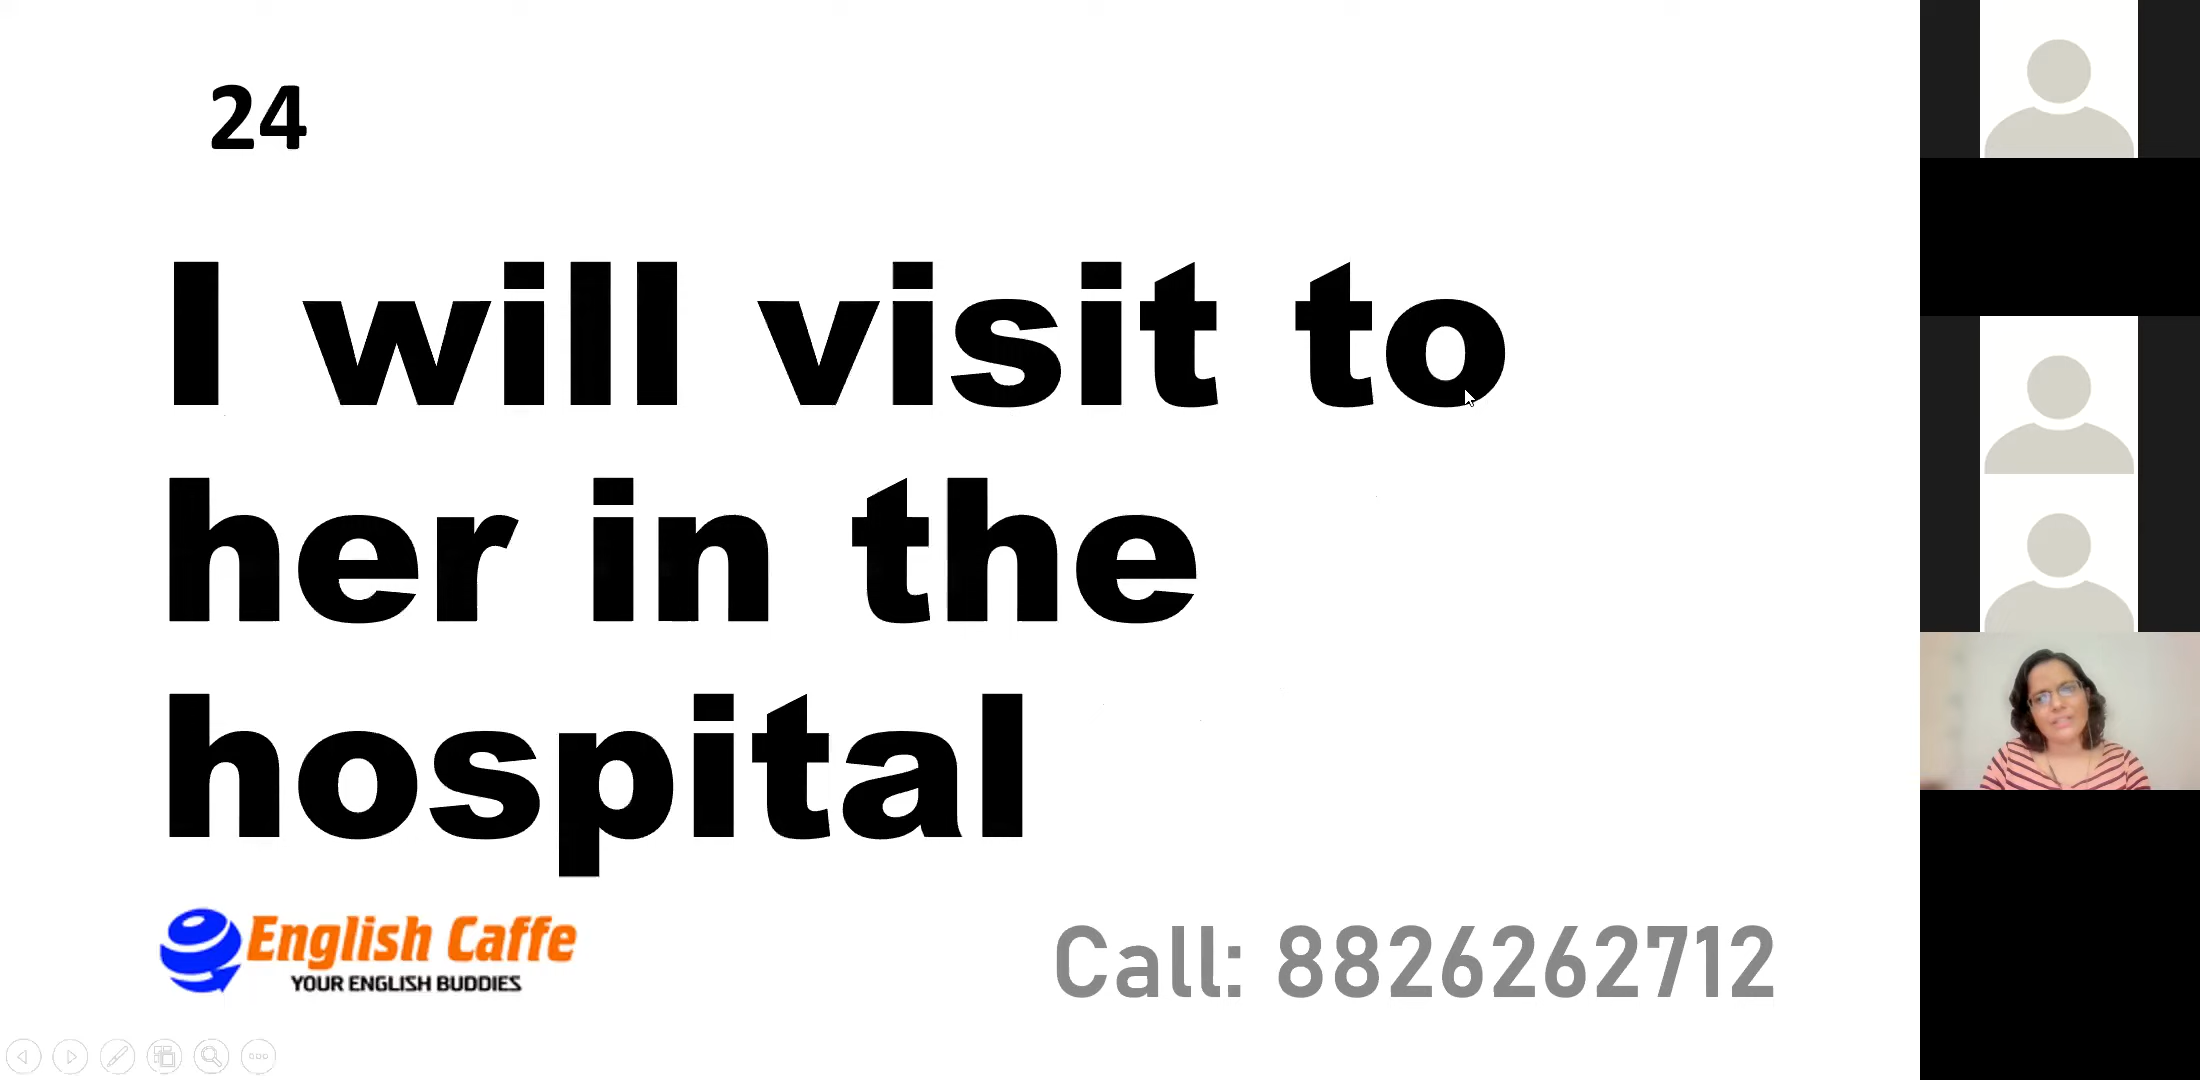 24
I will visit to
her in the
hospital
English Caffe
YOUR ENGLISH BUDDIES
Call: 8826262712